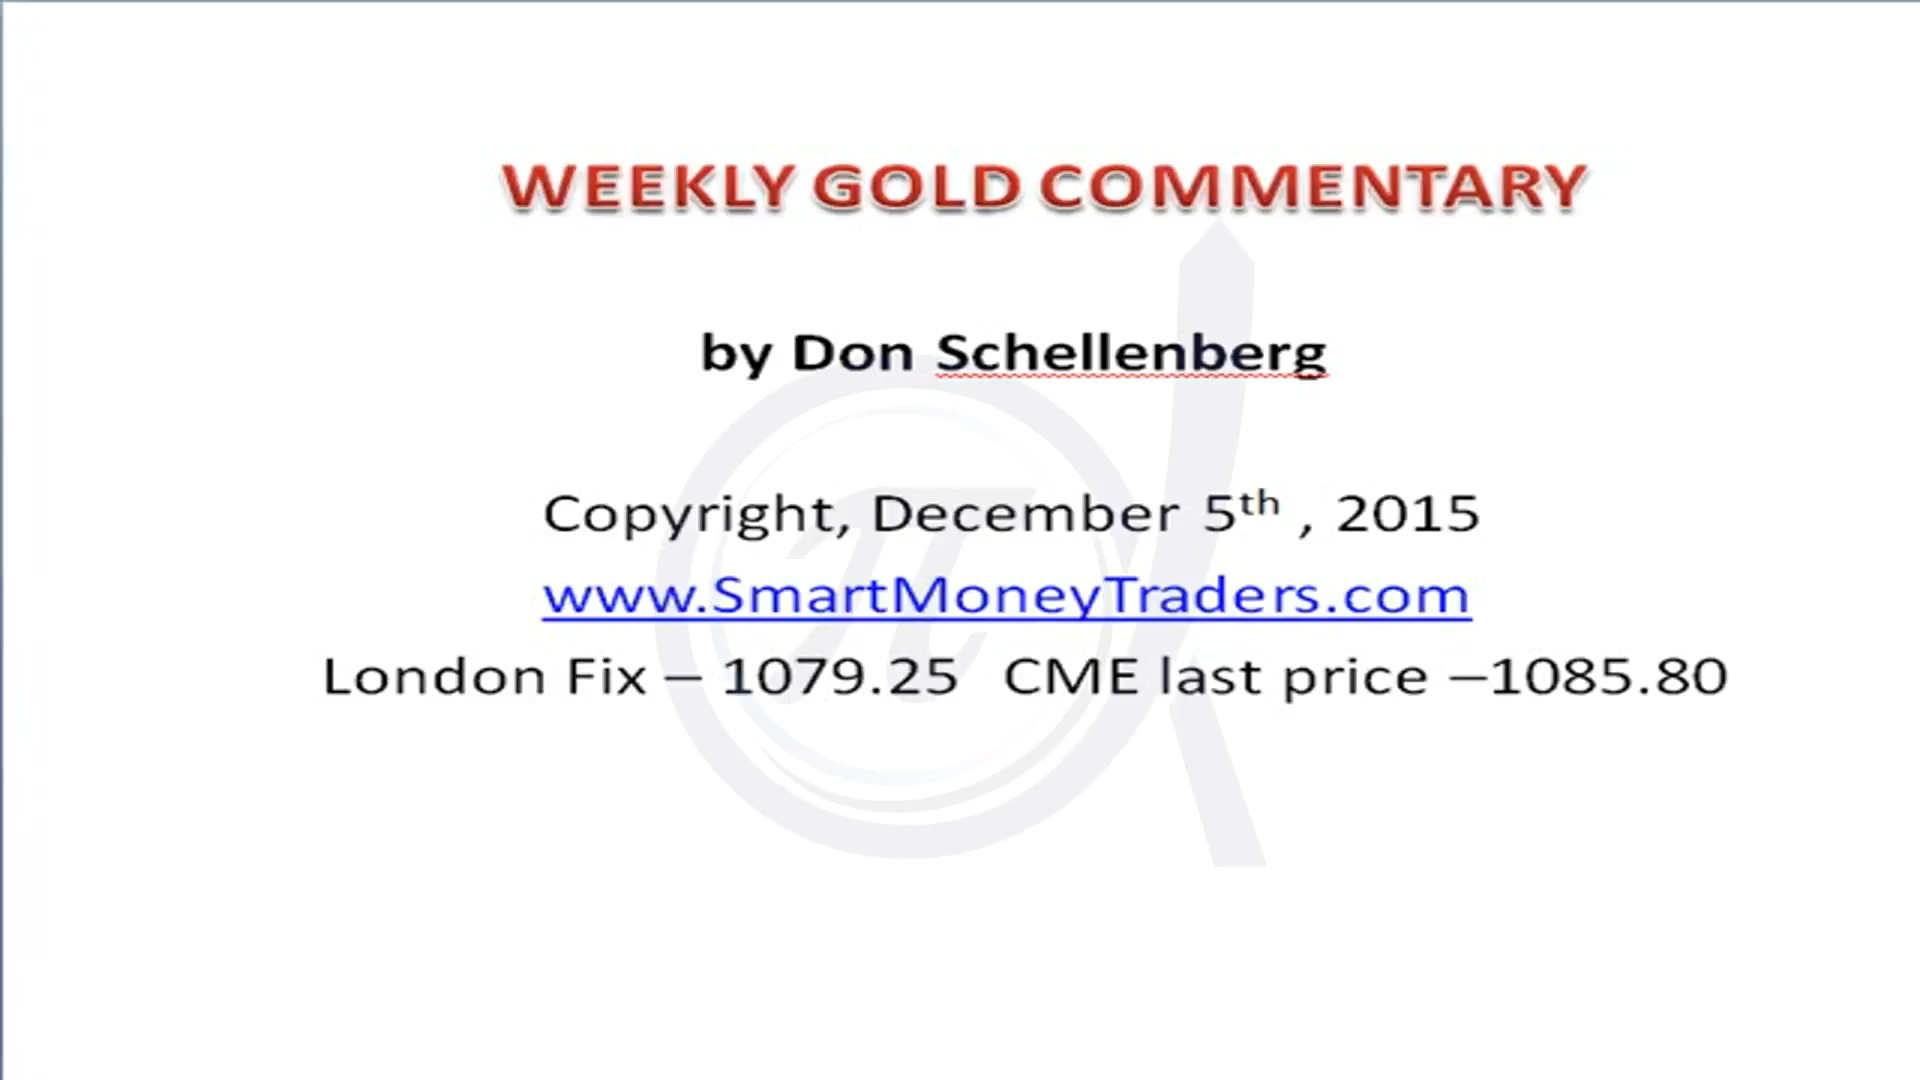 WEEKLY GOLD COMMENTARY
by Don Schellenberg
Copyright, December 5th , 2015
www.SmartMoneyTraders.com
London Fix – 1079.25 CME last price –1085.80